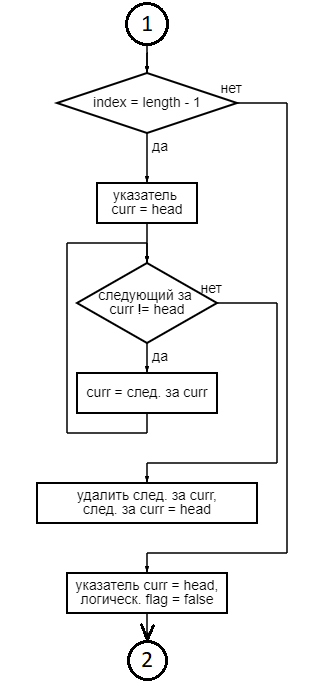 1
index = length - 1
нет
да
указатель
curr = head
следующий за
curr != head
нет
да
curr = след. за curr
удалить след. за curr,
след. за curr = head
указатель curr = head,
логическ. flag = false
2